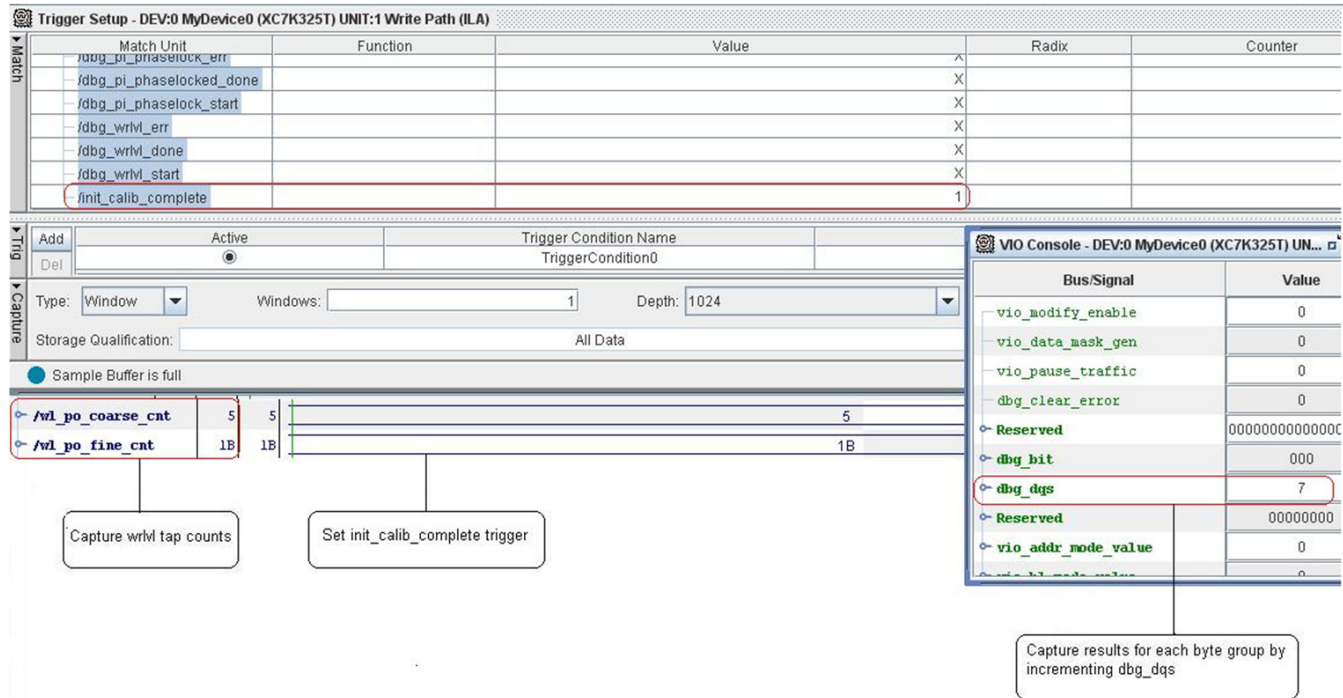 Trigger Setup - DEV:0 MyDevice0 (XC7K325T) UNIT:1 Write Path (ILA)
Match
Match Unit Function Value Radix Counter
/dbg_pi_phaselock_err X
/dbg_pi_phaselocked_done X
/dbg_pi_phaselock_start X
/dbg_wrlvl_err X
/dbg_wrlvl_done X
/dbg_wrlvl_start X
/init_calib_complete 1
Trig
Add Active Trigger Condition Name
Del TriggerCondition0
Capture
Type: Window Windows: 1 Depth: 1024
Storage Qualification: All Data
Sample Buffer is full
/wl_po_coarse_cnt 5 5 5
/wl_po_fine_cnt 1B 1B 1B
Capture wrlvl tap counts
Set init_calib_complete trigger
VIO Console - DEV:0 MyDevice0 (XC7K325T) UN...
Bus/Signal Value
vio_modify_enable 0
vio_data_mask_gen 0
vio_pause_traffic 0
dbg_clear_error 0
Reserved 00000000000000
dbg_bit 000
dbg_dqs 7
Reserved 00000000
vio_addr_mode_value 0
Capture results for each byte group by
incrementing dbg_dqs